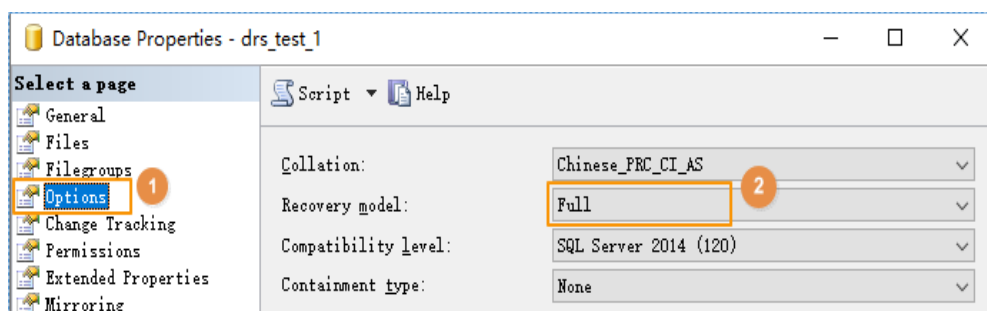 Database Properties - drs_test_1
Select a page
General
Files
Filegroups
Options
Change Tracking
Permissions
Extended Properties
Mirroring
1
Script Help
Collation: Chinese_PRC_CI_AS
Recovery model: Full
2
Compatibility level: SQL Server 2014 (120)
Containment type: None